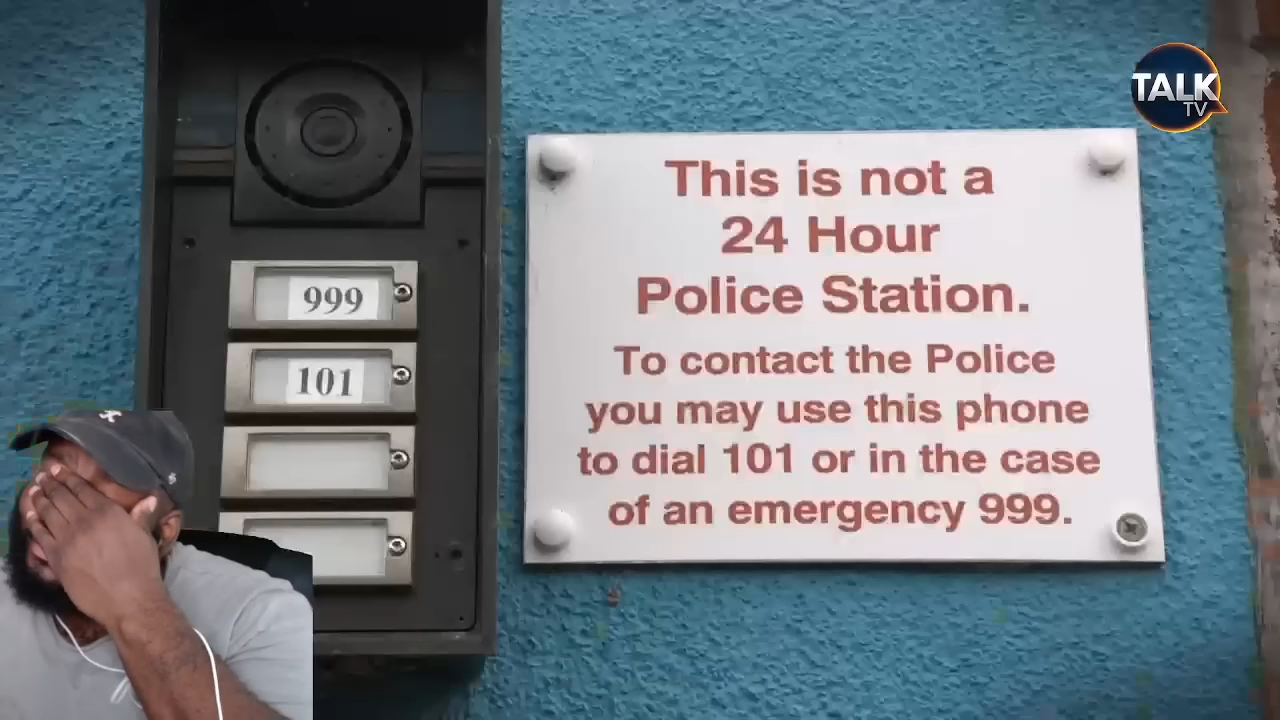 TALK
TV
This is not a
24 Hour
Police Station.
To contact the Police
you may use this phone
to dial 101 or in the case
of an emergency 999.
999
101